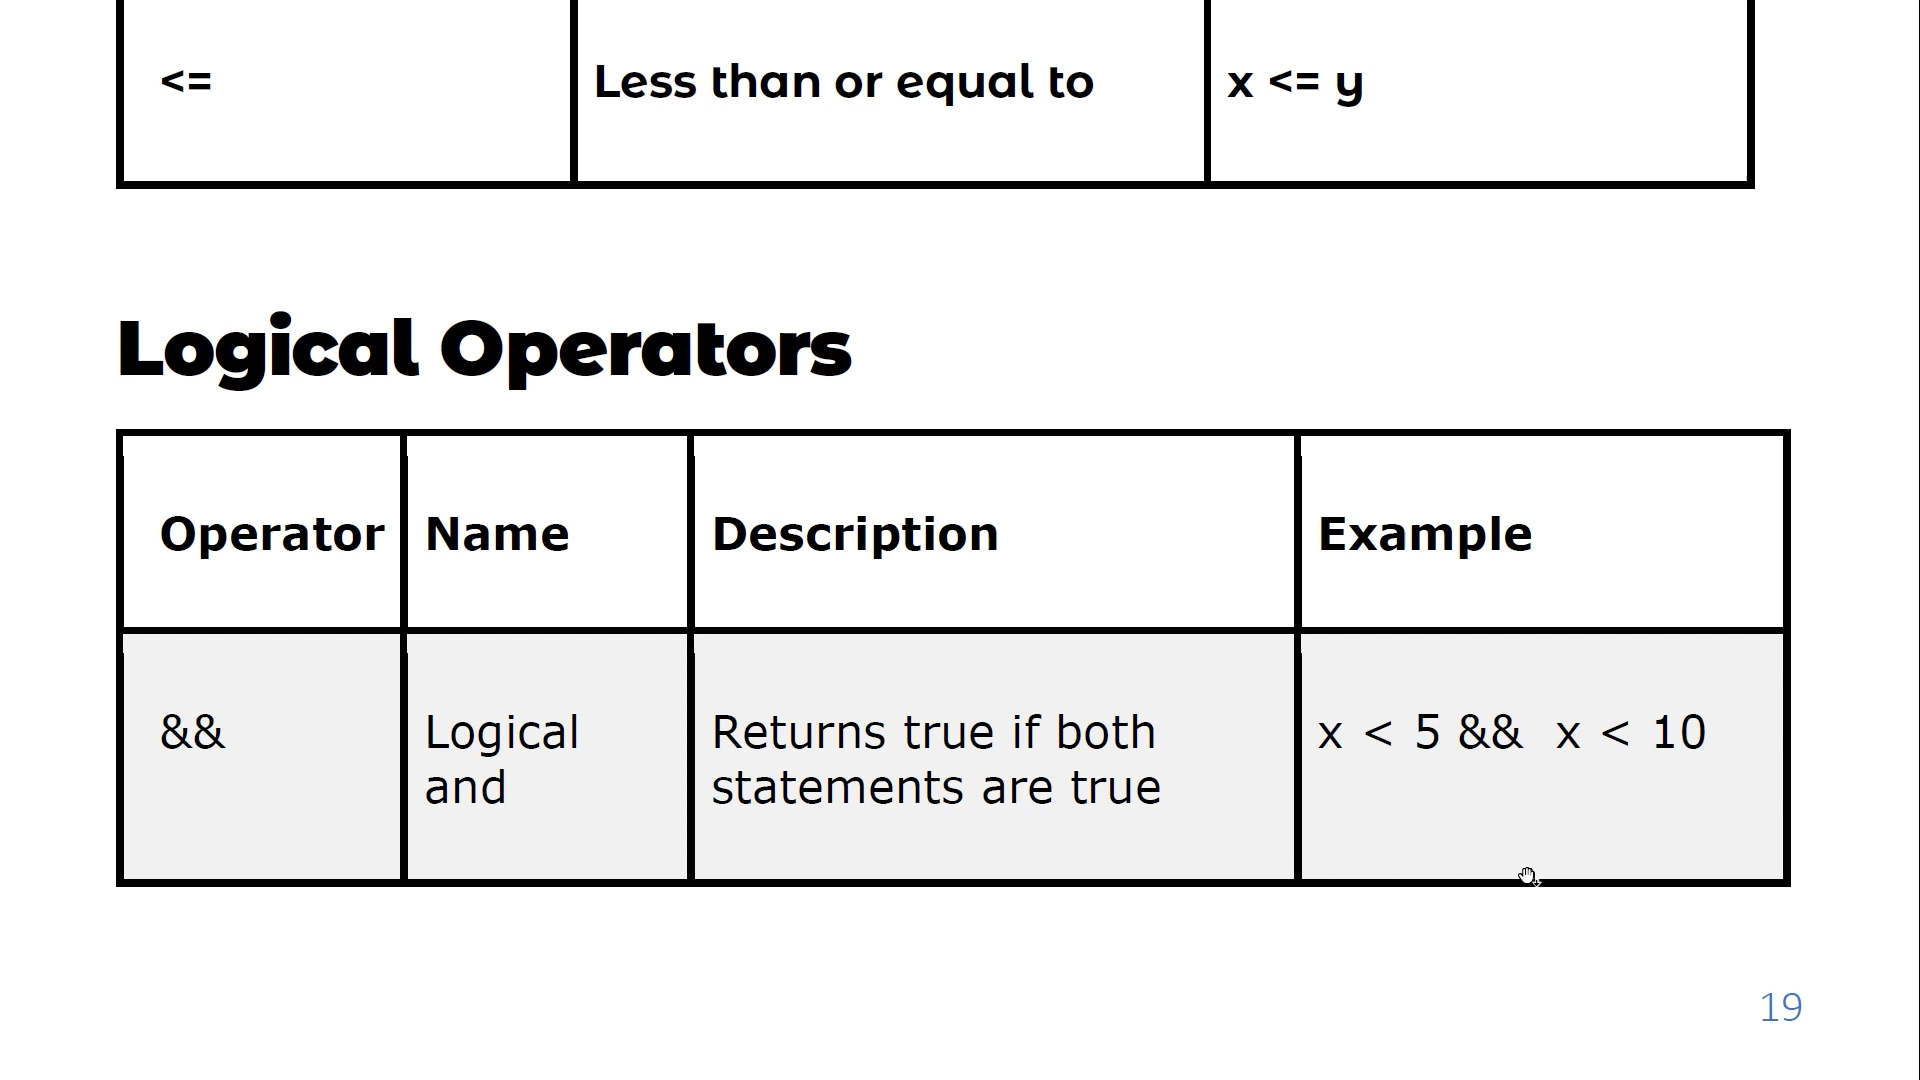 <= Less than or equal to x <= y
Logical Operators
Operator Name Description Example
&& Logical Returns true if both x < 5 && x < 10
and statements are true
19